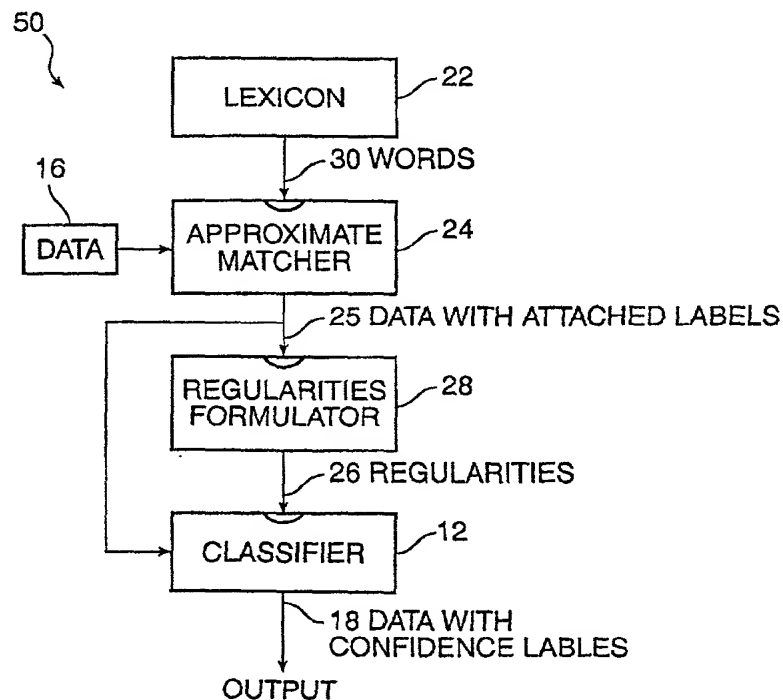 50
LEXICON
22
30 WORDS
16
DATA
APPROXIMATE
MATCHER
24
25 DATA WITH ATTACHED LABELS
REGULARITIES
FORMULATOR
28
26 REGULARITIES
CLASSIFIER
12
18 DATA WITH
CONFIDENCE LABLES
OUTPUT